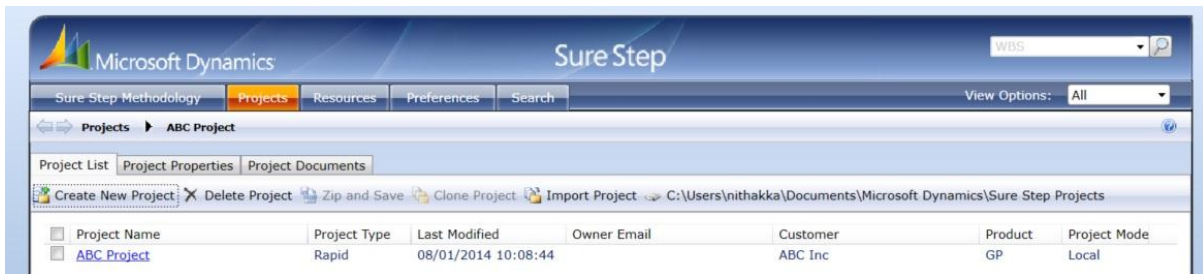 Microsoft Dynamics Sure Step WBS
Sure Step Methodology Projects Resources Preferences Search View Options: All
Projects ABC Project
Project List Project Properties Project Documents
Create New Project Delete Project Zip and Save Clone Project Import Project C:\Users\nithakka\Documents\Microsoft Dynamics\Sure Step Projects
Project Name Project Type Last Modified Owner Email Customer Product Project Mode
ABC Project Rapid 08/01/2014 10:08:44 ABC Inc GP Local